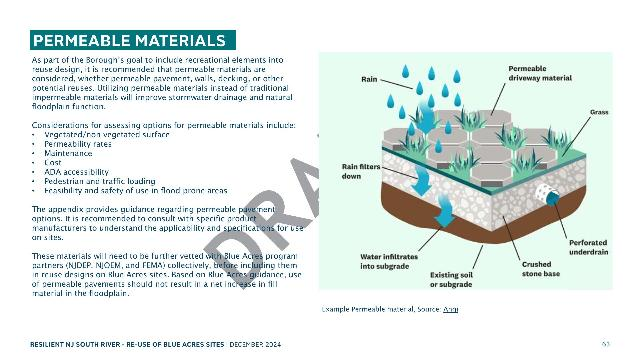 PERMEABLE MATERIALS
As part of the Borough's goal to include recreational elements into
reuse design, it is recommended that permeable materials are
considered, whether permeable pavement, walls, decking, or other
potential reuses. Utilizing permeable materials instead of traditional
impermeable materials will improve stormwater drainage and natural
floodplain function.
Considerations for assessing options for permeable materials include:
• Vegetated/non vegetated surface
• Permeability rates
• Maintenance
• Cost
• ADA accessibility
• Pedestrian and traffic loading
• Feasibility and safety of use in flood prone areas
The appendix provides guidance regarding permeable pavement
options. It is recommended to consult with specific product
manufacturers to understand the applicability and specifications for use
on sites.
These materials will need to be further vetted with Blue Acres program
partners (NJDEP, NJOEM, and FEMA) collectively, before including them
in reuse designs on Blue Acres sites. Based on Blue Acres guidance, use
of permeable pavements should not result in a net increase in fill
material in the floodplain.
DRA
Rain
Permeable
driveway material
Grass
Rain filters
down
Water infiltrates
into subgrade
Existing soil
or subgrade
Crushed
stone base
Perforated
underdrain
Example Permeable material, Source:
RESILIENT NJ SOUTH RIVER - RE-USE OF BLUE ACRES SITES | DECEMBER 2024